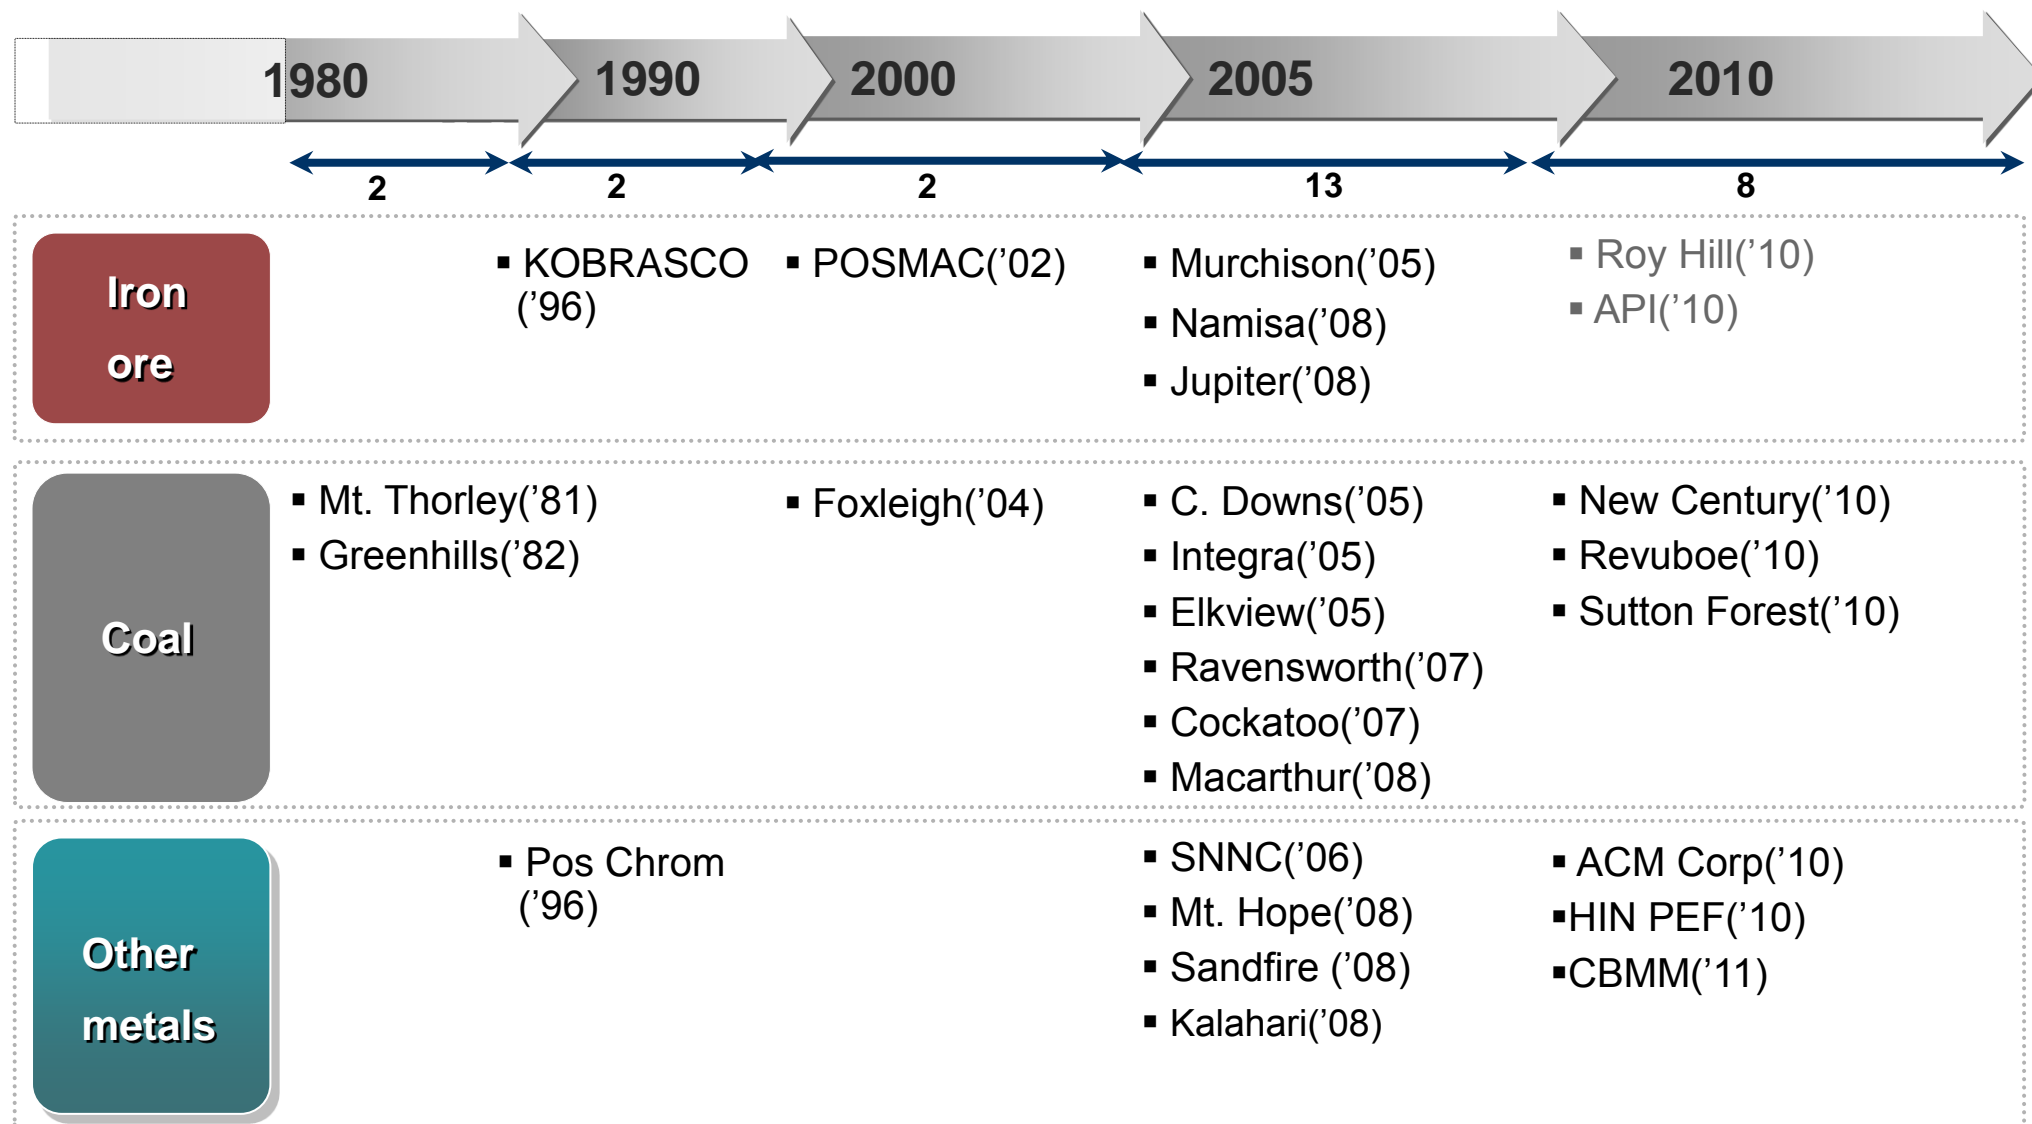 1980 1990 2000 2005 2010
2 2 2 13 8
Iron
ore
▪ KOBRASCO
(’96)
▪ POSMAC(’02)
▪ Murchison(’05)
▪ Namisa(’08)
▪ Jupiter(’08)
▪ Roy Hill(’10)
▪ API(’10)
Coal
▪ Mt. Thorley(’81)
▪ Greenhills(’82)
▪ Foxleigh(’04)
▪ C. Downs(’05)
▪ Integra(’05)
▪ Elkview(’05)
▪ Ravensworth(’07)
▪ Cockatoo(’07)
▪ Macarthur(’08)
▪ New Century(’10)
▪ Revuboe(’10)
▪ Sutton Forest(’10)
Other
metals
▪ Pos Chrom
(’96)
▪ SNNC(’06)
▪ Mt. Hope(’08)
▪ Sandfire (’08)
▪ Kalahari(’08)
▪ ACM Corp(’10)
▪HIN PEF(’10)
▪CBMM(’11)